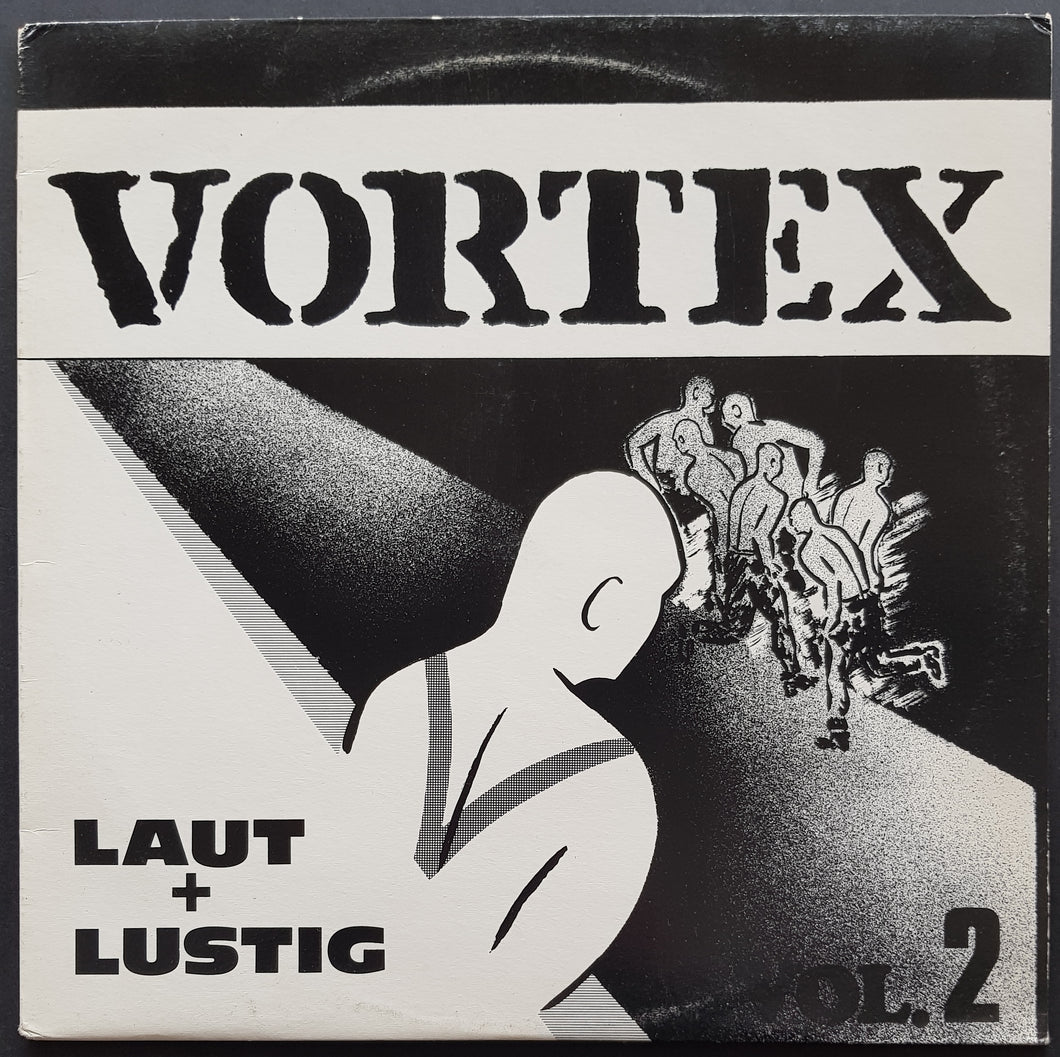 VORTEX
LAUT
+
LUSTIG
VOL. 2